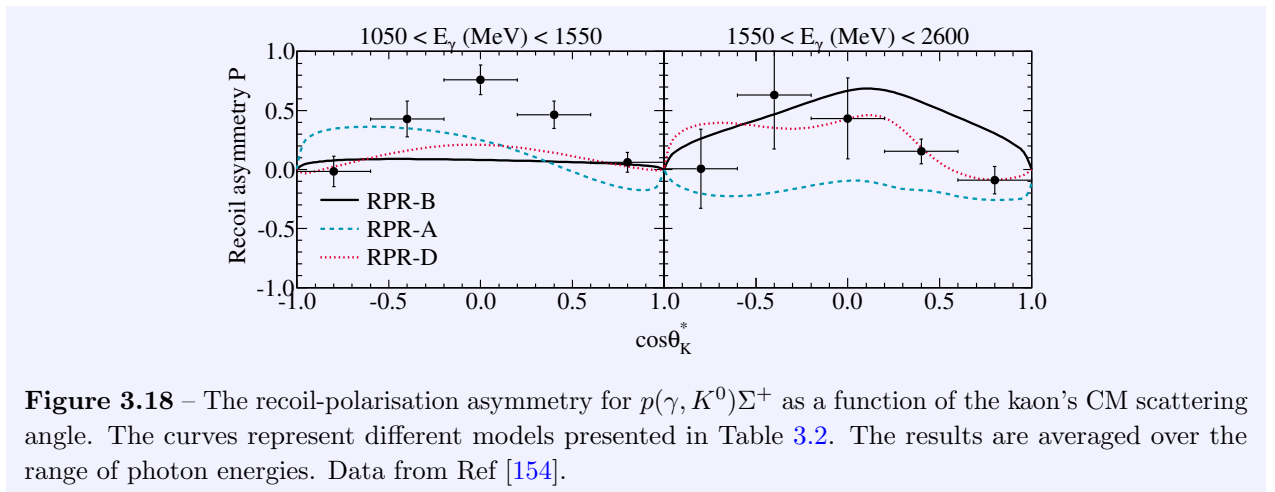 1050 < Eγ (MeV) < 1550 1550 < Eγ (MeV) < 2600
Recoil asymmetry P
1.0
0.5
0.0
-0.5
-1.0
RPR-B
RPR-A
RPR-D
-1.0 -0.5 0.0 0.5 1.0 -0.5 0.0 0.5 1.0
cosθ*K
Figure 3.18 – The recoil-polarisation asymmetry for p(γ, K⁰)Σ⁺ as a function of the kaon's CM scattering
angle. The curves represent different models presented in Table 3.2. The results are averaged over the
range of photon energies. Data from Ref [154].